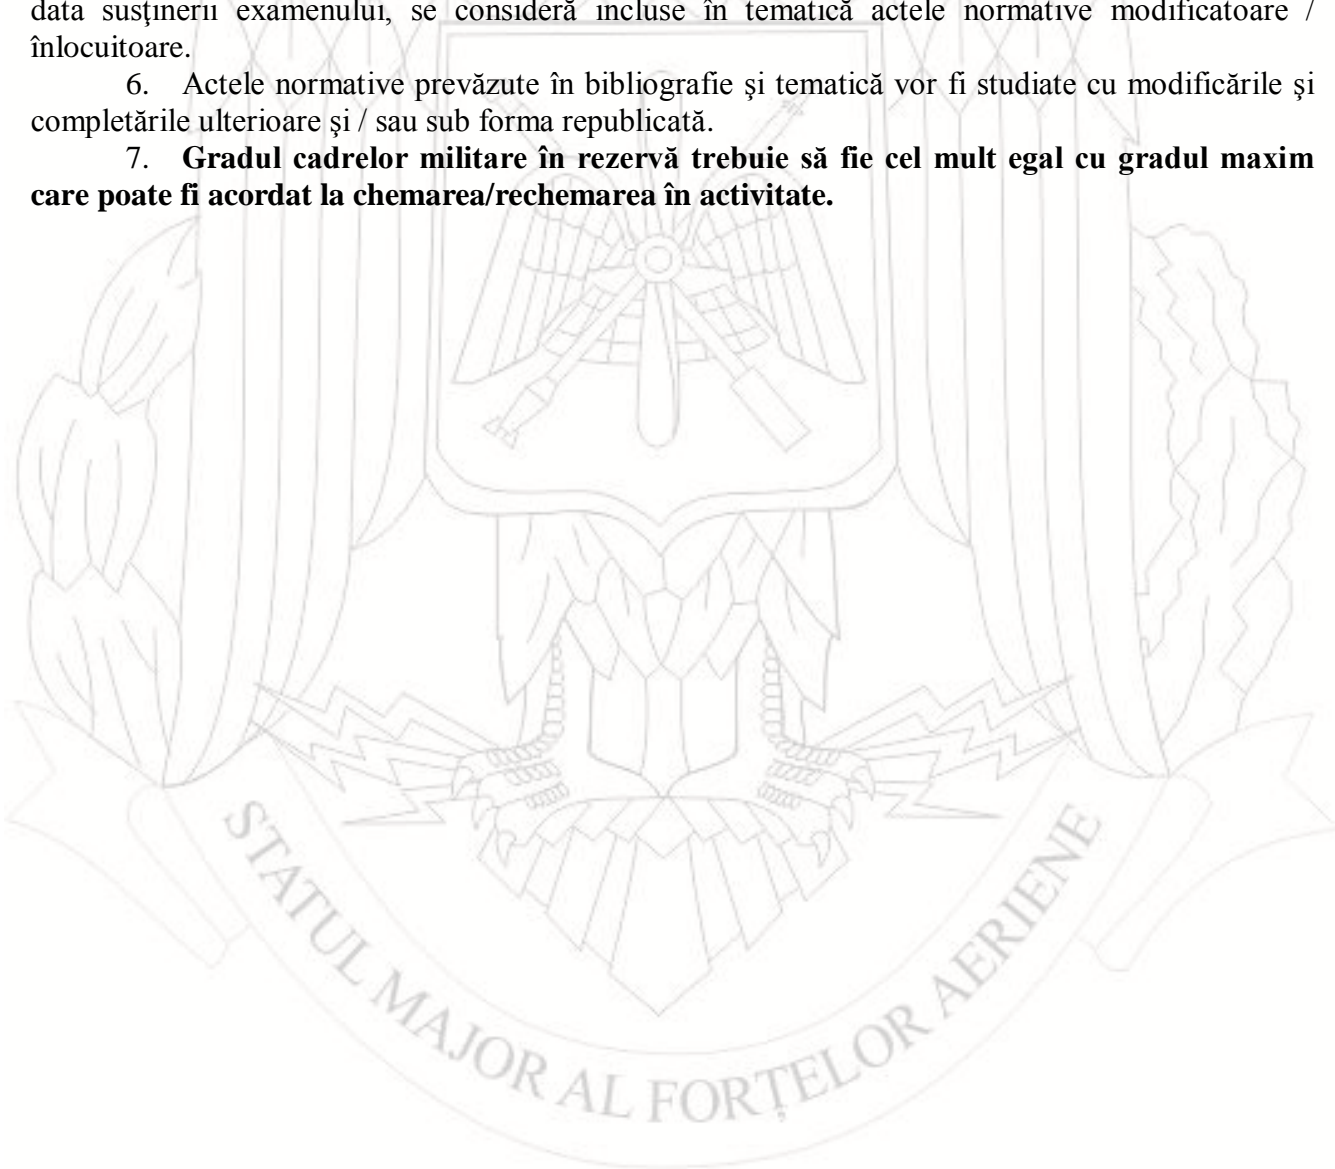 data susţinerii examenului, se consideră incluse în tematică actele normative modificatoare /
înlocuitoare.
6. Actele normative prevăzute în bibliografie şi tematică vor fi studiate cu modificările şi
completările ulterioare şi / sau sub forma republicată.
7. Gradul cadrelor militare în rezervă trebuie să fie cel mult egal cu gradul maxim
care poate fi acordat la chemarea/rechemarea în activitate.
STATUL MAJOR AL FORŢELOR AERIENE